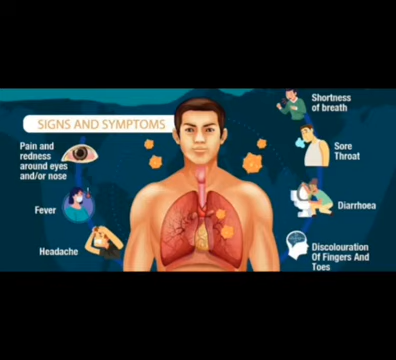 SIGNS AND SYMPTOMS
Pain and
redness
around eyes
and/or nose
Fever
Headache
Shortness
of breath
Sore
Throat
Diarrhoea
Discolouration
Of Fingers And
Toes